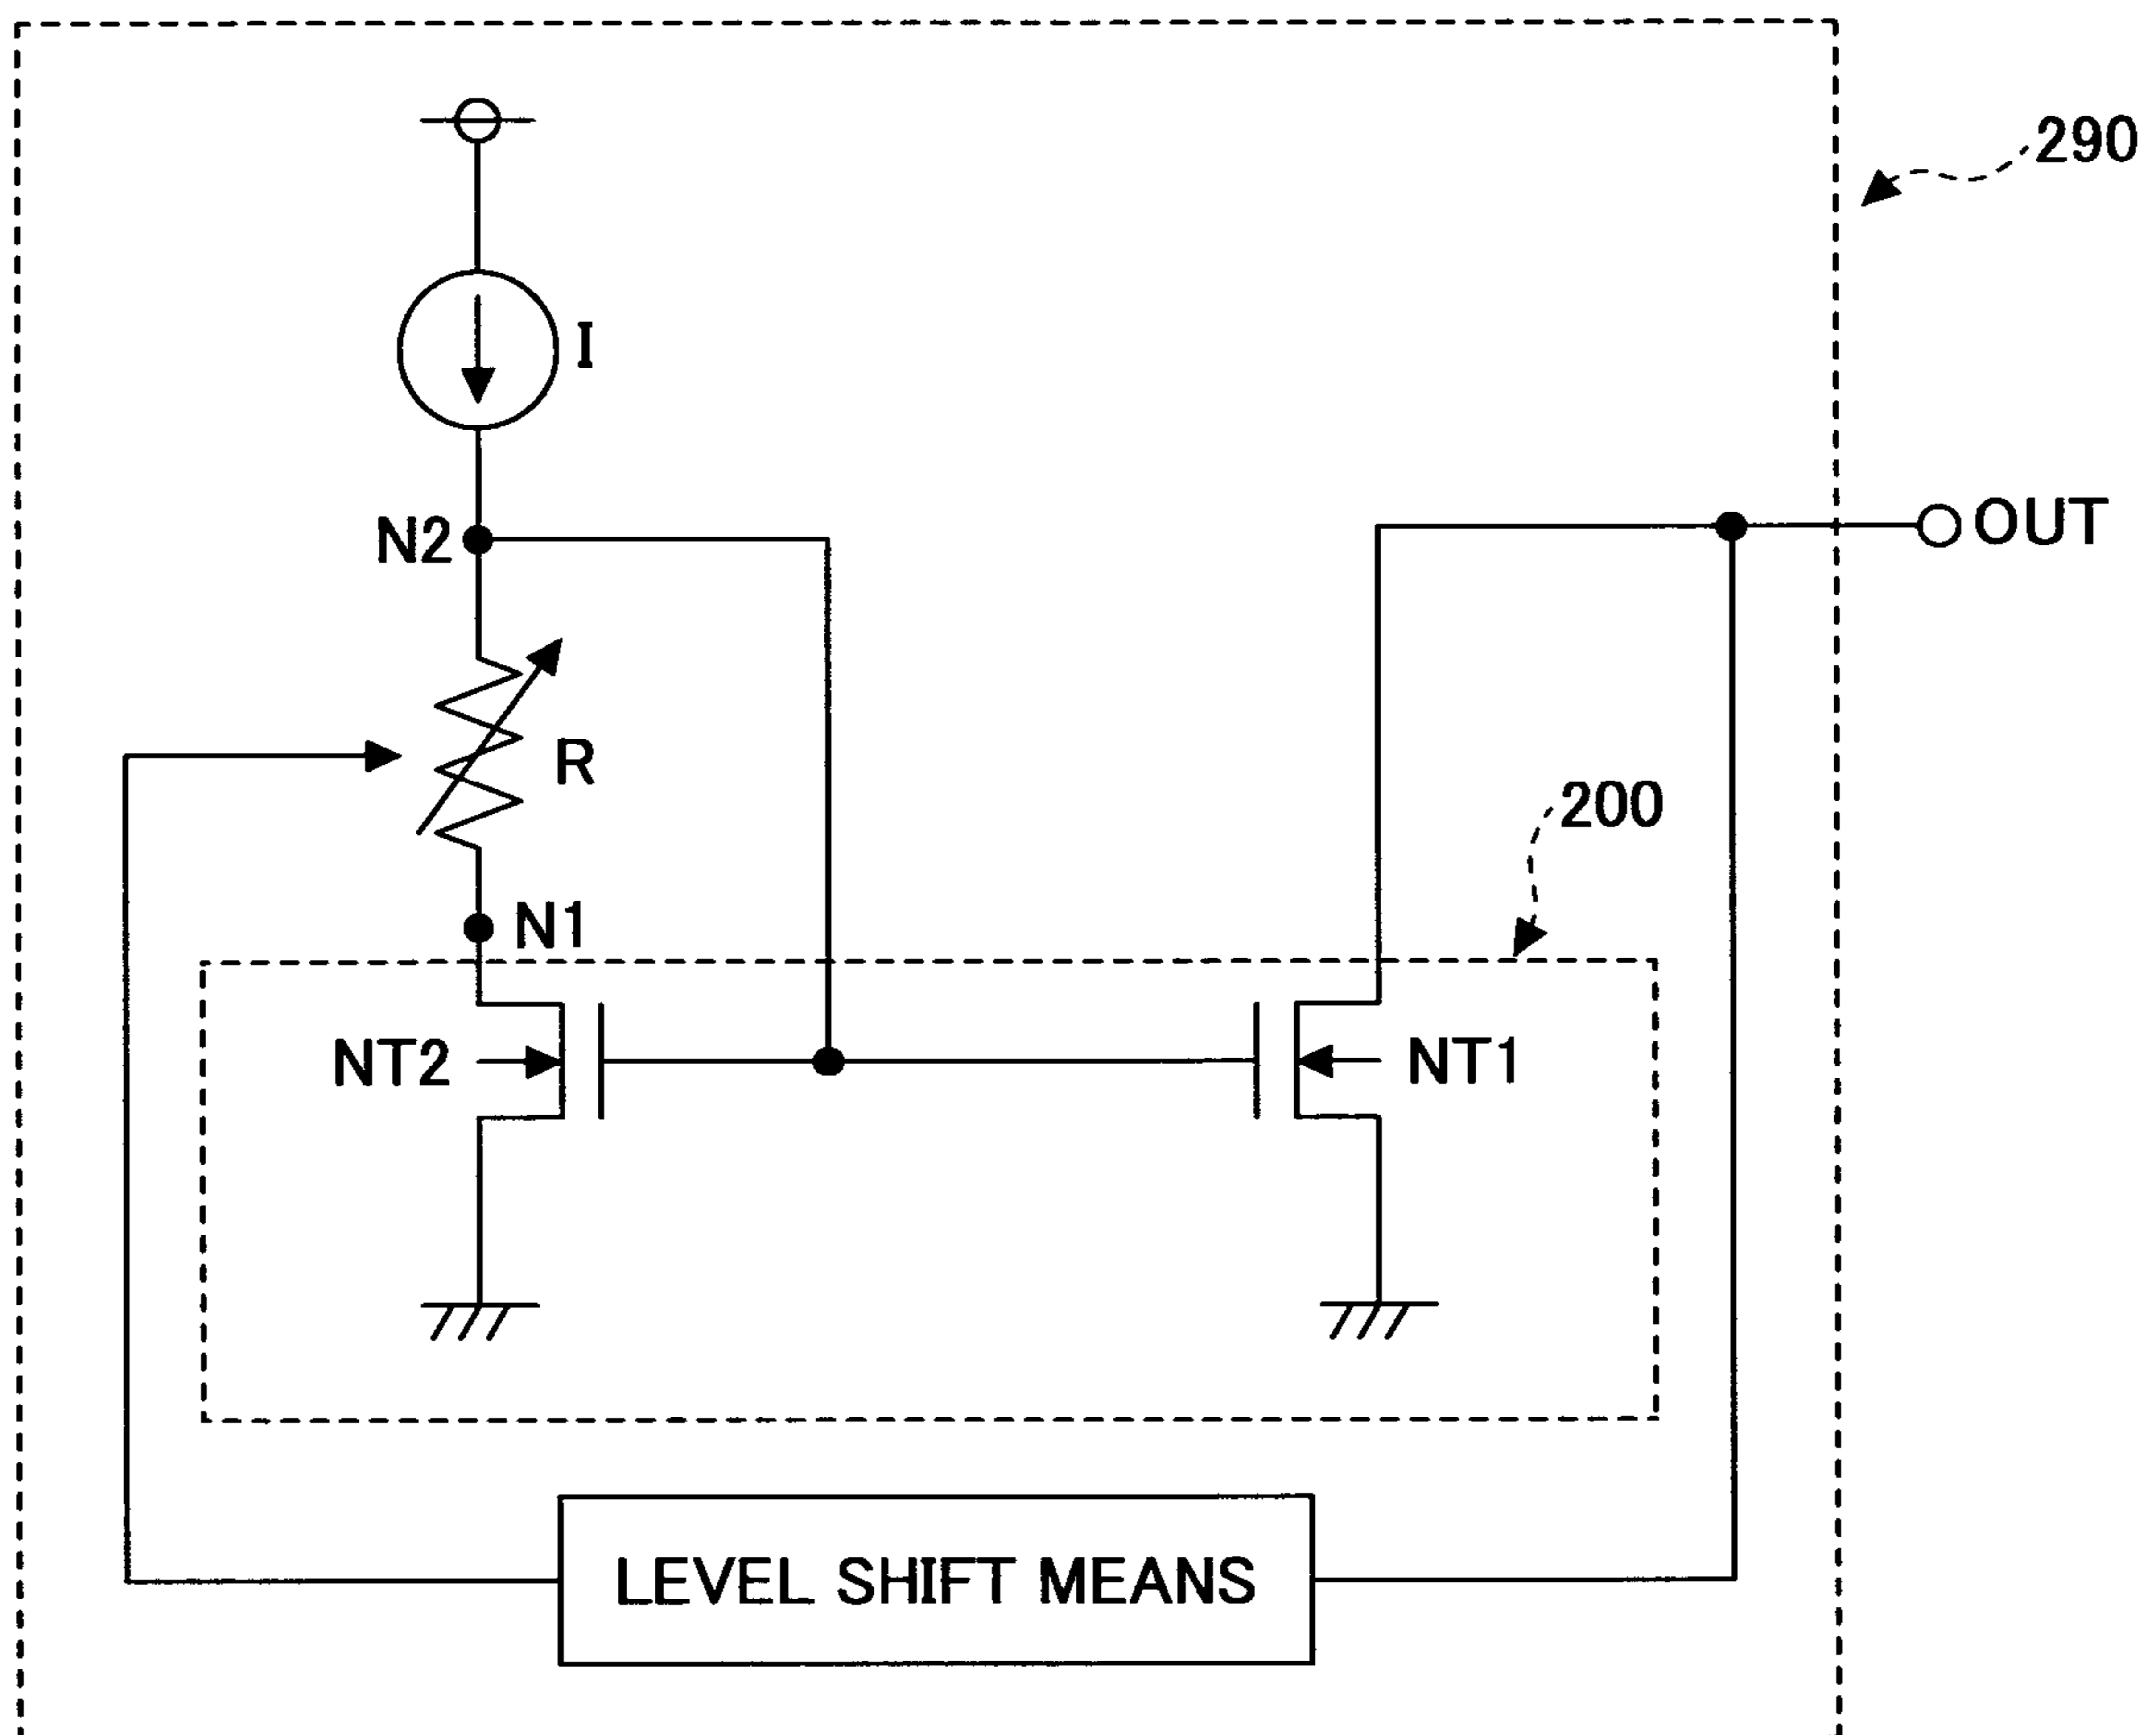 290
I
N2
OUT
R
200
N1
NT2
NT1
LEVEL SHIFT MEANS